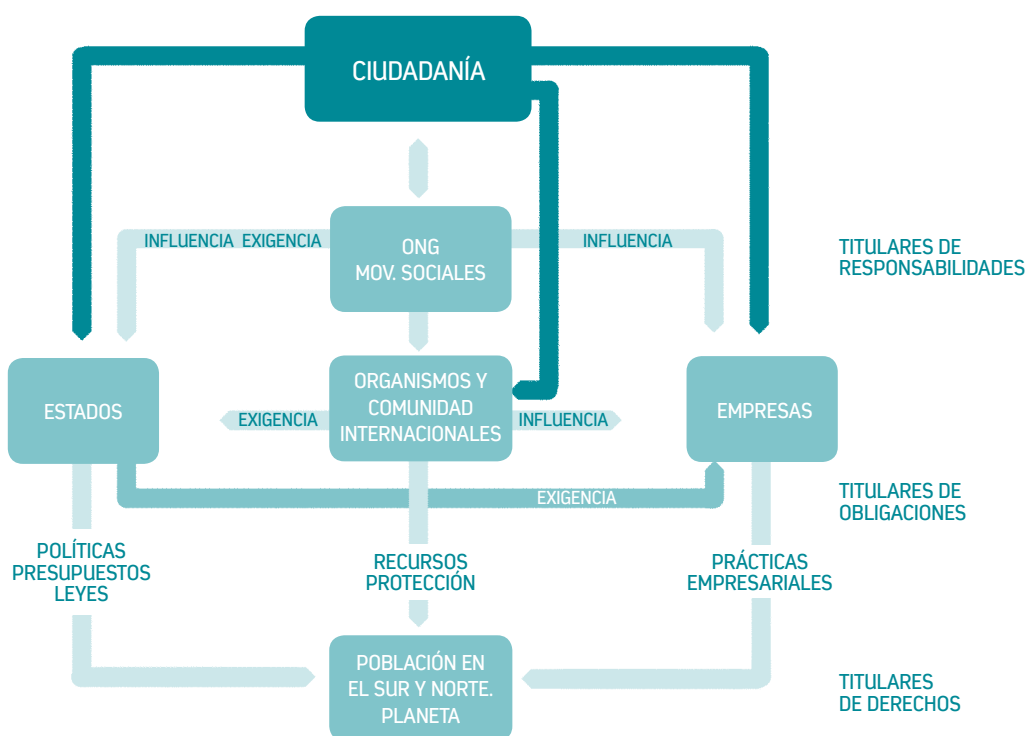 CIUDADANÍA
INFLUENCIA EXIGENCIA
ONG
MOV. SOCIALES
INFLUENCIA
TITULARES DE
RESPONSABILIDADES
ESTADOS
ORGANISMOS Y
COMUNIDAD
INTERNACIONALES
EXIGENCIA
INFLUENCIA
EMPRESAS
EXIGENCIA
TITULARES DE
OBLIGACIONES
POLÍTICAS
PRESUPUESTOS
LEYES
RECURSOS
PROTECCIÓN
PRÁCTICAS
EMPRESARIALES
POBLACIÓN EN
EL SUR Y NORTE.
PLANETA
TITULARES
DE DERECHOS